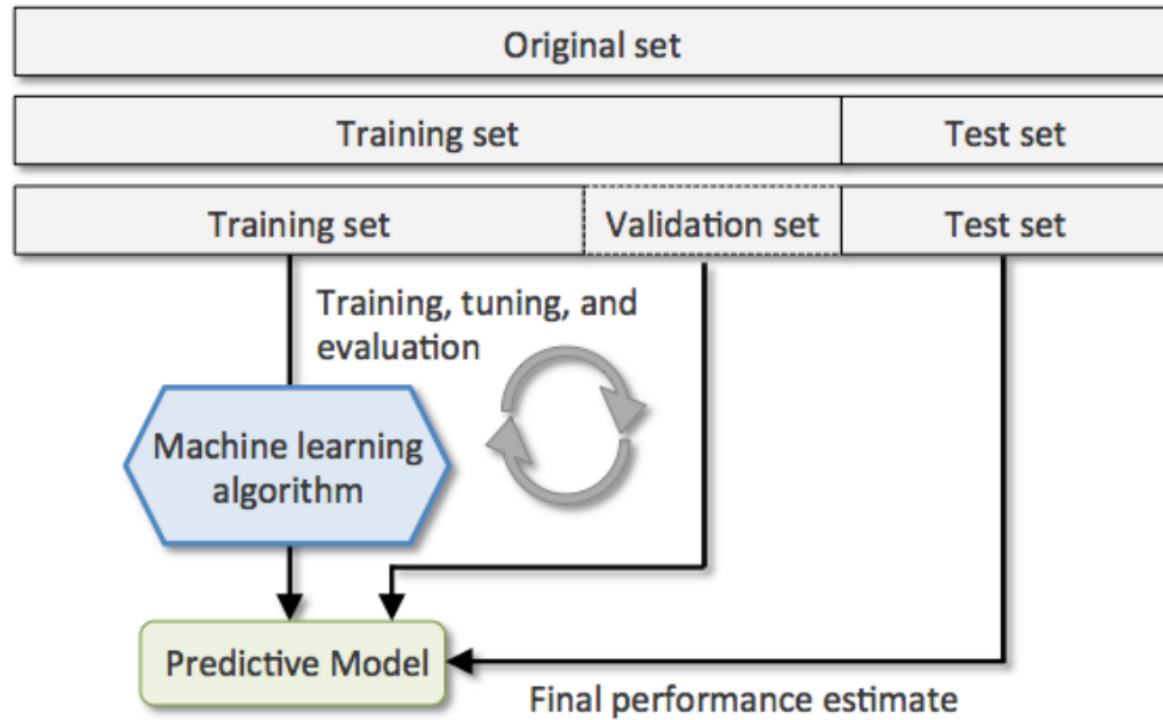 Original set
Training set
Test set
Training set
Validation set
Test set
Training, tuning, and
evaluation
Machine learning
algorithm
Predictive Model
Final performance estimate